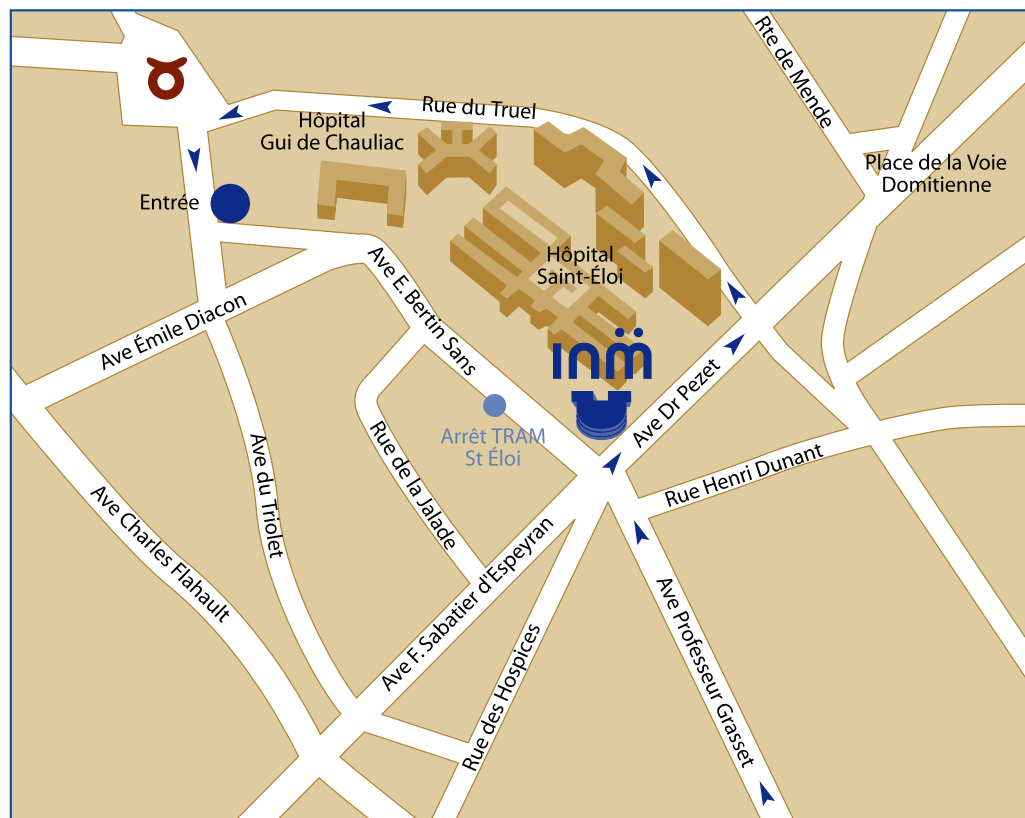 Rte de Mende
Rue du Truel
Hôpital
Gui de Chauliac
Place de la Voie
Domitienne
Entrée
Hôpital
Saint-Éloi
Ave E. Bertin Sans
Ave Émile Diacon
ınm̈
Ave Dr Pezet
Arrêt TRAM
St Éloi
Rue de la Jalade
Ave du Triolet
Rue Henri Dunant
Ave Charles Flahault
Ave F. Sabatier d'Espeyran
Ave Professeur Grasset
Rue des Hospices